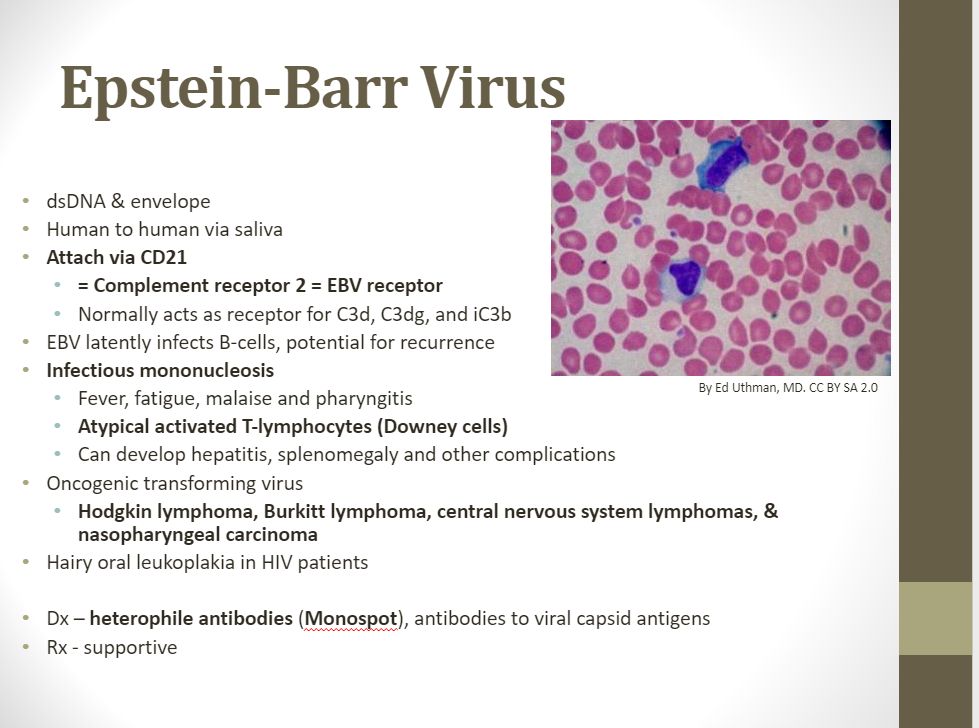 Epstein-Barr Virus
• dsDNA & envelope
• Human to human via saliva
• Attach via CD21
• = Complement receptor 2 = EBV receptor
• Normally acts as receptor for C3d, C3dg, and iC3b
• EBV latently infects B-cells, potential for recurrence
• Infectious mononucleosis
• Fever, fatigue, malaise and pharyngitis
• Atypical activated T-lymphocytes (Downey cells)
• Can develop hepatitis, splenomegaly and other complications
• Oncogenic transforming virus
• Hodgkin lymphoma, Burkitt lymphoma, central nervous system lymphomas, &
nasopharyngeal carcinoma
• Hairy oral leukoplakia in HIV patients
• Dx – heterophile antibodies (Monospot), antibodies to viral capsid antigens
• Rx - supportive
By Ed Uthman, MD. CC BY SA 2.0